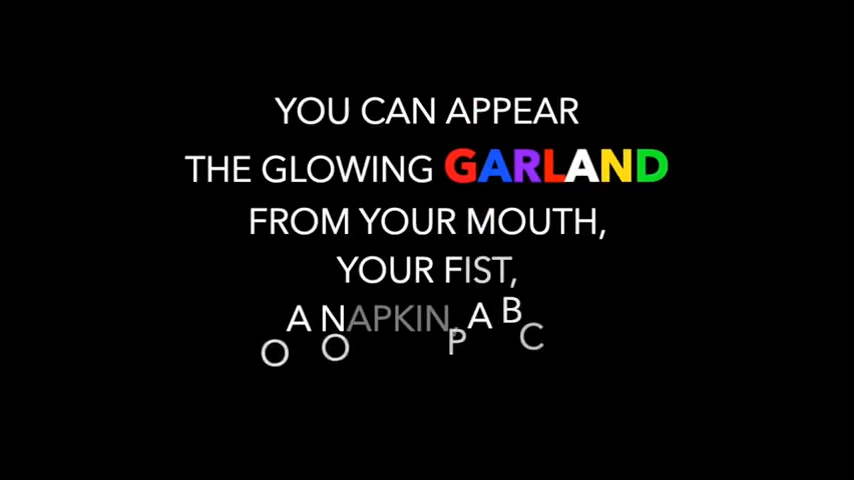 YOU CAN APPEAR
THE GLOWING GARLAND
FROM YOUR MOUTH,
YOUR FIST,
A NAPKIN,